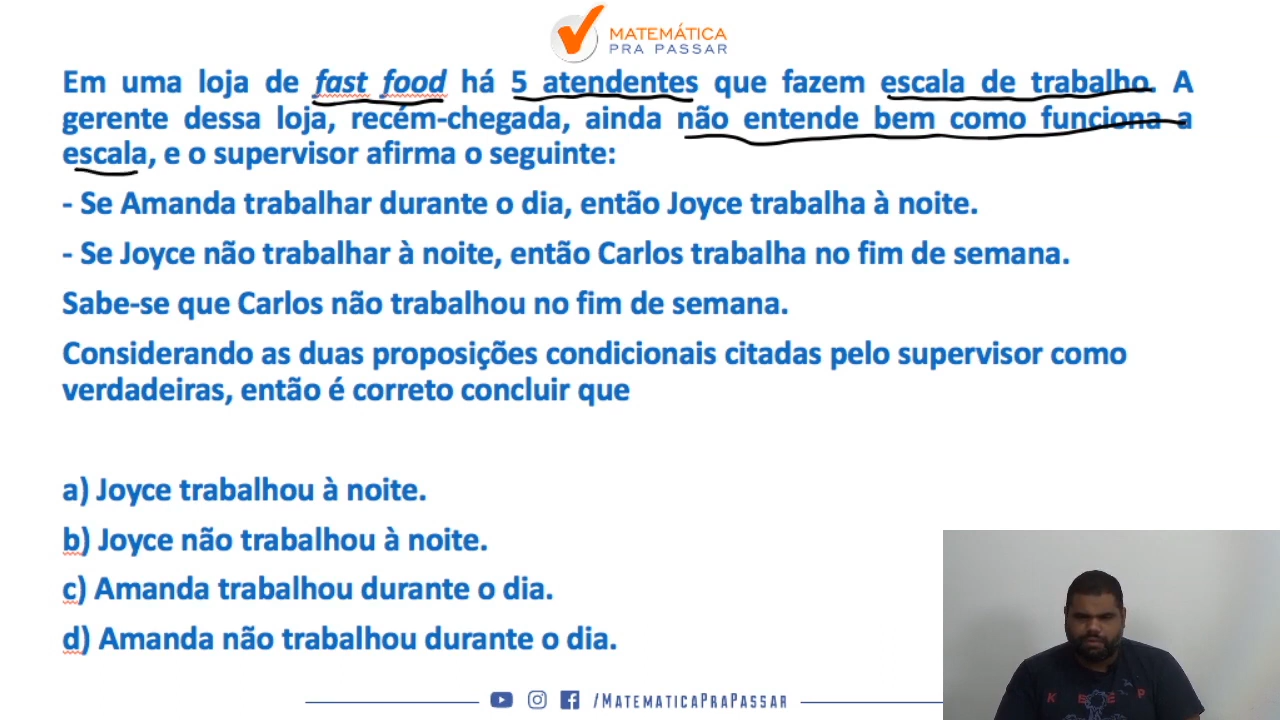 MATEMÁTICA
PRA PASSAR
Em uma loja de fast food há 5 atendentes que fazem escala de trabalho. A
gerente dessa loja, recém-chegada, ainda não entende bem como funciona a
escala, e o supervisor afirma o seguinte:
- Se Amanda trabalhar durante o dia, então Joyce trabalha à noite.
- Se Joyce não trabalhar à noite, então Carlos trabalha no fim de semana.
Sabe-se que Carlos não trabalhou no fim de semana.
Considerando as duas proposições condicionais citadas pelo supervisor como
verdadeiras, então é correto concluir que
a) Joyce trabalhou à noite.
b) Joyce não trabalhou à noite.
c) Amanda trabalhou durante o dia.
d) Amanda não trabalhou durante o dia.
/MATEMATICAPRAPASSAR